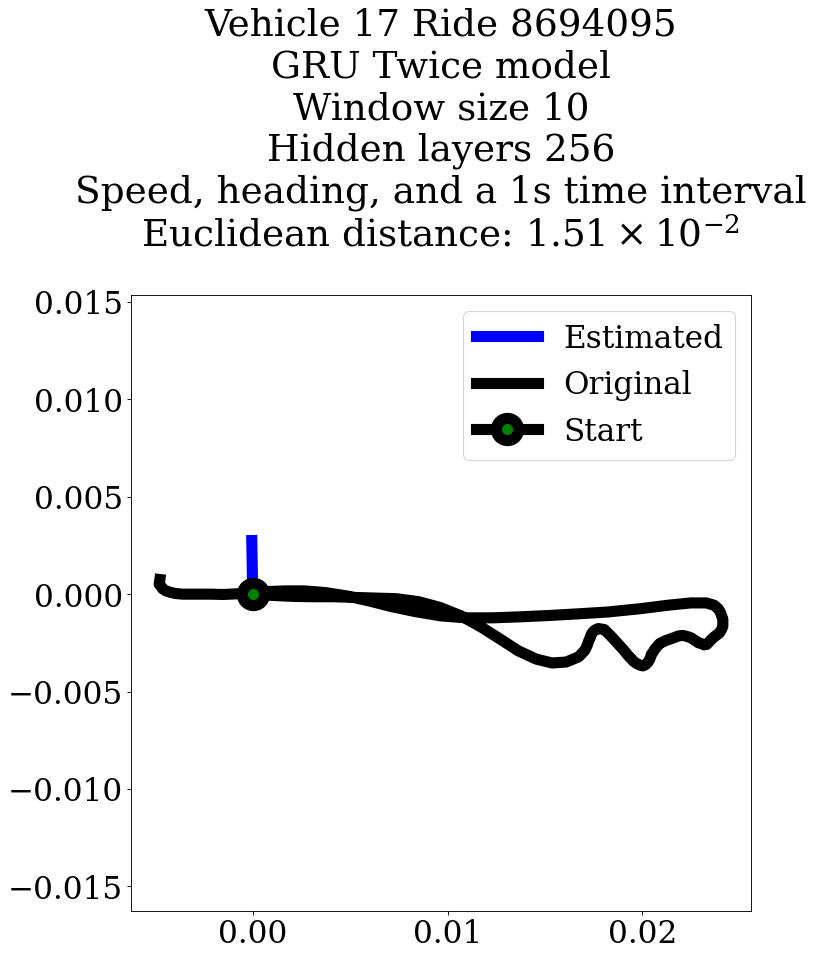 Vehicle 17 Ride 8694095
GRU Twice model
Window size 10
Hidden layers 256
Speed, heading, and a 1s time interval
Euclidean distance: 1.51 × 10⁻²
0.015
0.010
0.005
0.000
−0.005
−0.010
−0.015
Estimated
Original
Start
0.00
0.01
0.02